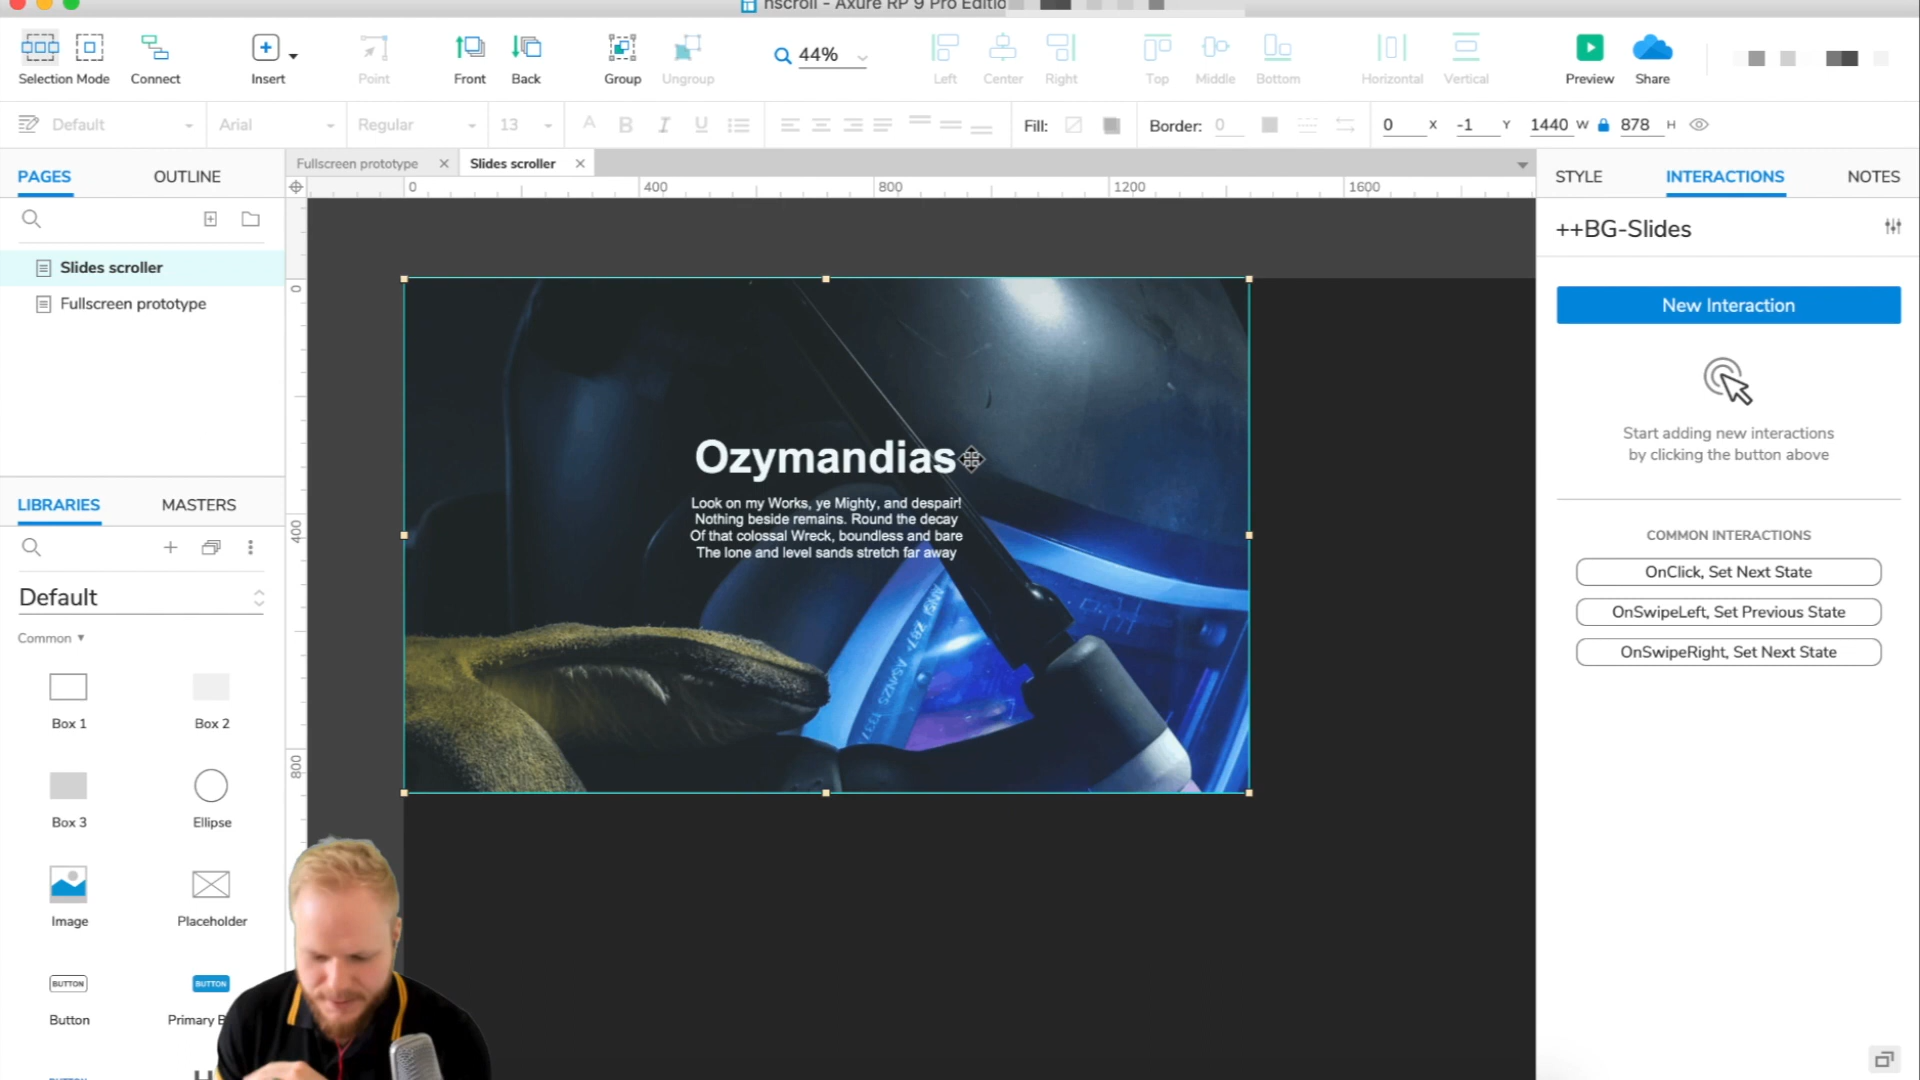 nscroll - Axure RP 9 Pro Editio
Selection Mode
Connect
Insert
Point
Front
Back
Group
Ungroup
44%
Left
Center
Right
Top
Middle
Bottom
Horizontal
Vertical
Preview
Share
Default
Arial
Regular
13
Fill:
Border:
0
0 X
-1 Y
1440 W
878 H
PAGES
OUTLINE
Fullscreen prototype
Slides scroller
STYLE
INTERACTIONS
NOTES
0
400
800
1200
1600
0
400
800
Slides scroller
Fullscreen prototype
++BG-Slides
New Interaction
Start adding new interactions
by clicking the button above
COMMON INTERACTIONS
OnClick, Set Next State
OnSwipeLeft, Set Previous State
OnSwipeRight, Set Next State
Ozymandias
Look on my Works, ye Mighty, and despair!
Nothing beside remains. Round the decay
Of that colossal Wreck, boundless and bare
The lone and level sands stretch far away
LIBRARIES
MASTERS
Default
Common
Box 1
Box 2
Box 3
Ellipse
Image
Placeholder
BUTTON
BUTTON
Button
Primary B